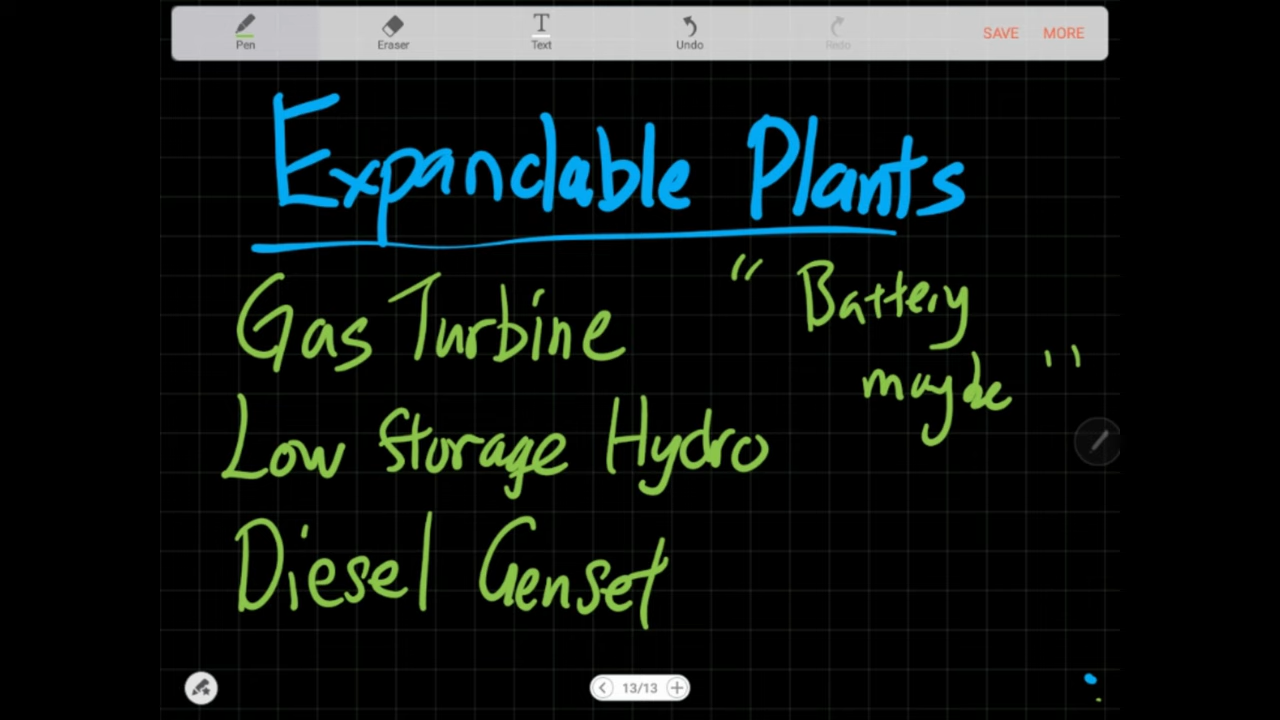 Pen
Eraser
T
Text
Undo
Redo
SAVE
MORE
Expandable Plants
Gas Turbine
"Battery
maybe"
Low Storage Hydro
Diesel Genset
13/13